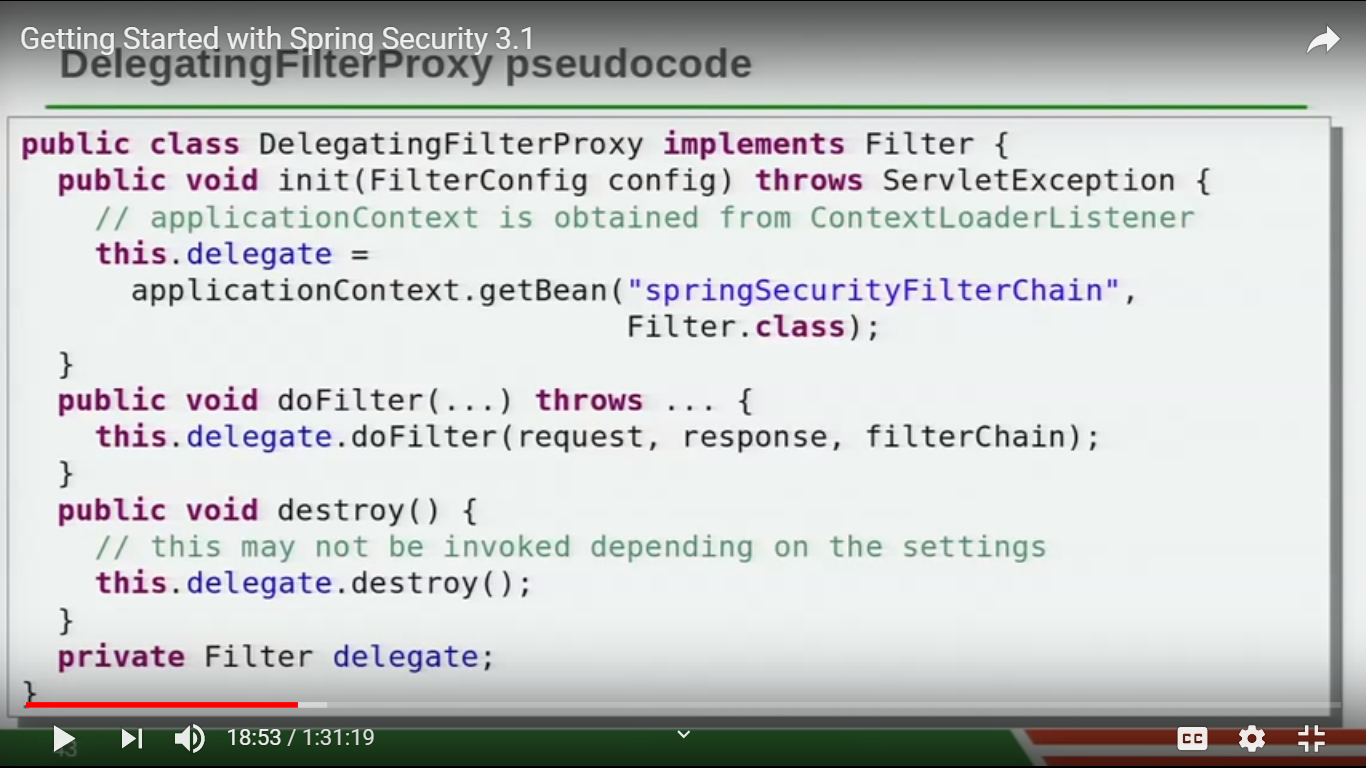 Getting Started with Spring Security 3.1
DelegatingFilterProxy pseudocode
public class DelegatingFilterProxy implements Filter {
  public void init(FilterConfig config) throws ServletException {
    // applicationContext is obtained from ContextLoaderListener
    this.delegate =
      applicationContext.getBean("springSecurityFilterChain",
                                 Filter.class);
  }
  public void doFilter(...) throws ... {
    this.delegate.doFilter(request, response, filterChain);
  }
  public void destroy() {
    // this may not be invoked depending on the settings
    this.delegate.destroy();
  }
  private Filter delegate;
}
18:53 / 1:31:19
CC